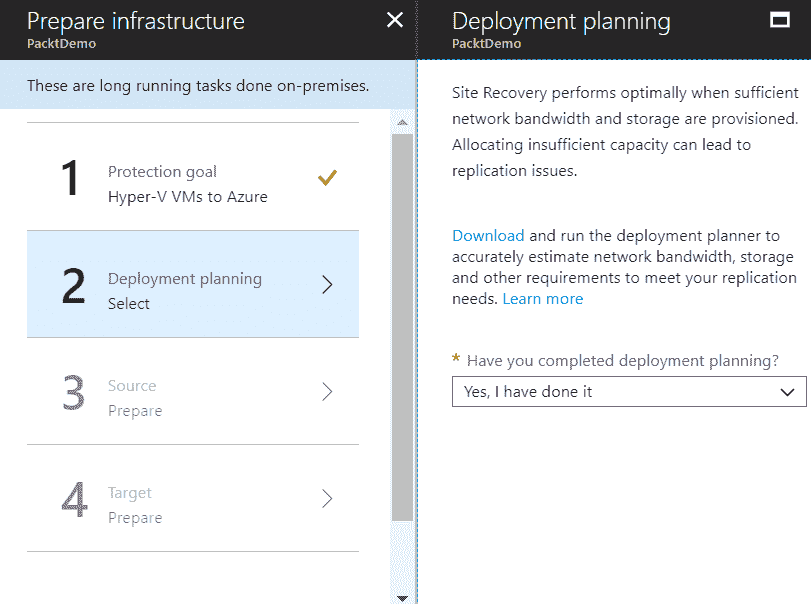 Prepare infrastructure
PacktDemo
These are long running tasks done on-premises.
1
Protection goal
Hyper-V VMs to Azure
2
Deployment planning
Select
3
Source
Prepare
4
Target
Prepare
Deployment planning
PacktDemo
Site Recovery performs optimally when sufficient
network bandwidth and storage are provisioned.
Allocating insufficient capacity can lead to
replication issues.
Download and run the deployment planner to
accurately estimate network bandwidth, storage
and other requirements to meet your replication
needs. Learn more
* Have you completed deployment planning?
Yes, I have done it